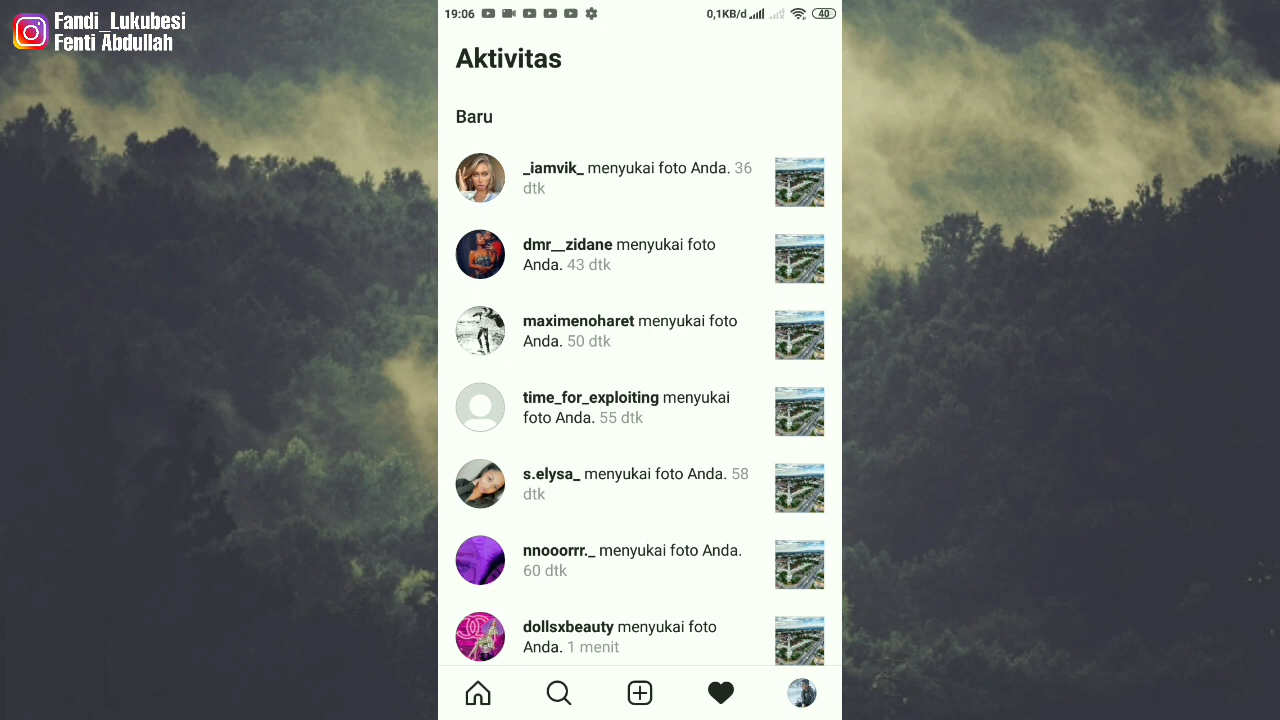 Fandi_Lukubesi
Fenti Abdullah
19:06
0,1KB/d
40
Aktivitas
Baru
_iamvik_ menyukai foto Anda. 36
dtk
dmr__zidane menyukai foto
Anda. 43 dtk
maximenoharet menyukai foto
Anda. 50 dtk
time_for_exploiting menyukai
foto Anda. 55 dtk
s.elysa_ menyukai foto Anda. 58
dtk
nnooorrr._ menyukai foto Anda.
60 dtk
dollsxbeauty menyukai foto
Anda. 1 menit